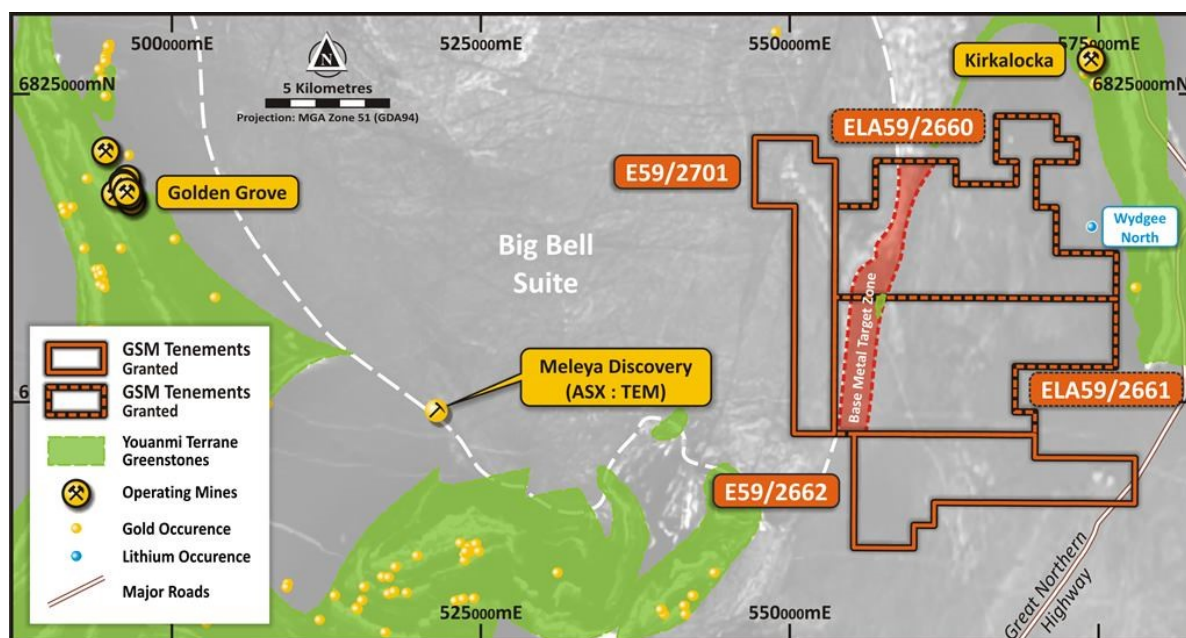 500000mE
525000mE
550000mE
575000mE
6825000mN
6825000mN
N
5 Kilometres
Projection: MGA Zone 51 (GDA94)
Kirkalocka
ELA59/2660
E59/2701
Golden Grove
Wydgee
North
Big Bell
Suite
Base Metal Target Zone
Meleya Discovery
(ASX : TEM)
ELA59/2661
E59/2662
GSM Tenements
Granted
GSM Tenements
Granted
Youanmi Terrane
Greenstones
Operating Mines
Gold Occurence
Lithium Occurence
Major Roads
525000mE
550000mE
Great Northern
Highway